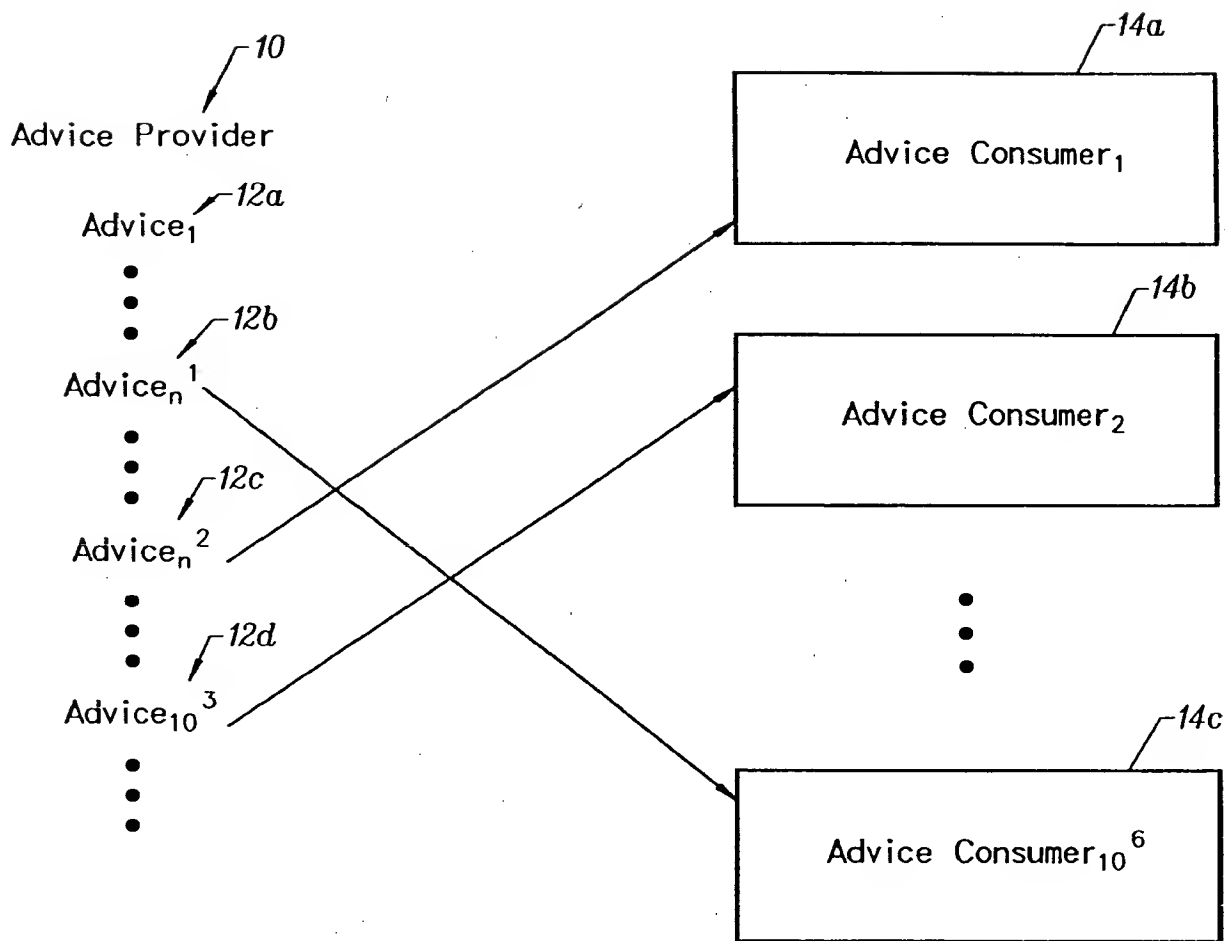 10
Advice Provider
12a
Advice₁
12b
Adviceₙ¹
12c
Adviceₙ²
12d
Advice₁₀³
14a
Advice Consumer₁
14b
Advice Consumer₂
14c
Advice Consumer₁₀⁶